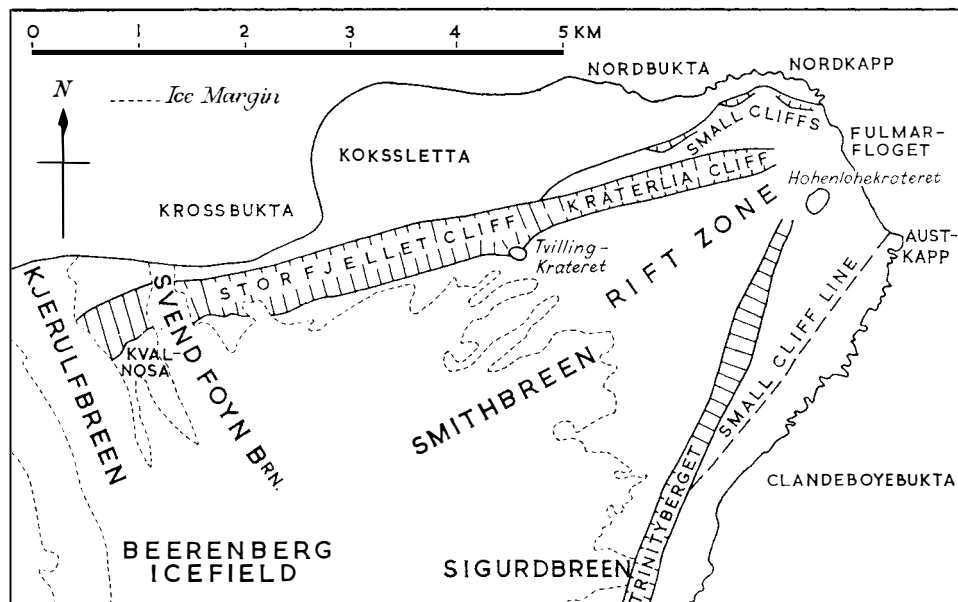 0 1 2 3 4 5 KM
N
Ice Margin
NORDBUKTA
NORDKAPP
SMALL CLIFFS
FULMAR-
FLOGET
KOKSSLETTA
KRATERLIA CLIFF
Hohenlohekrateret
KROSSBUKTA
STORFJELLET CLIFF
Tvilling-
Krateret
RIFT ZONE
AUST-
KAPP
KJERULFBREEN
SVEND FOYN BRN.
KVAL-
NOSA
SMITHBREEN
SMALL CLIFF LINE
CLANDEBOYEBUKTA
TRINITYBERGET
BEERENBERG
ICEFIELD
SIGURDBREEN